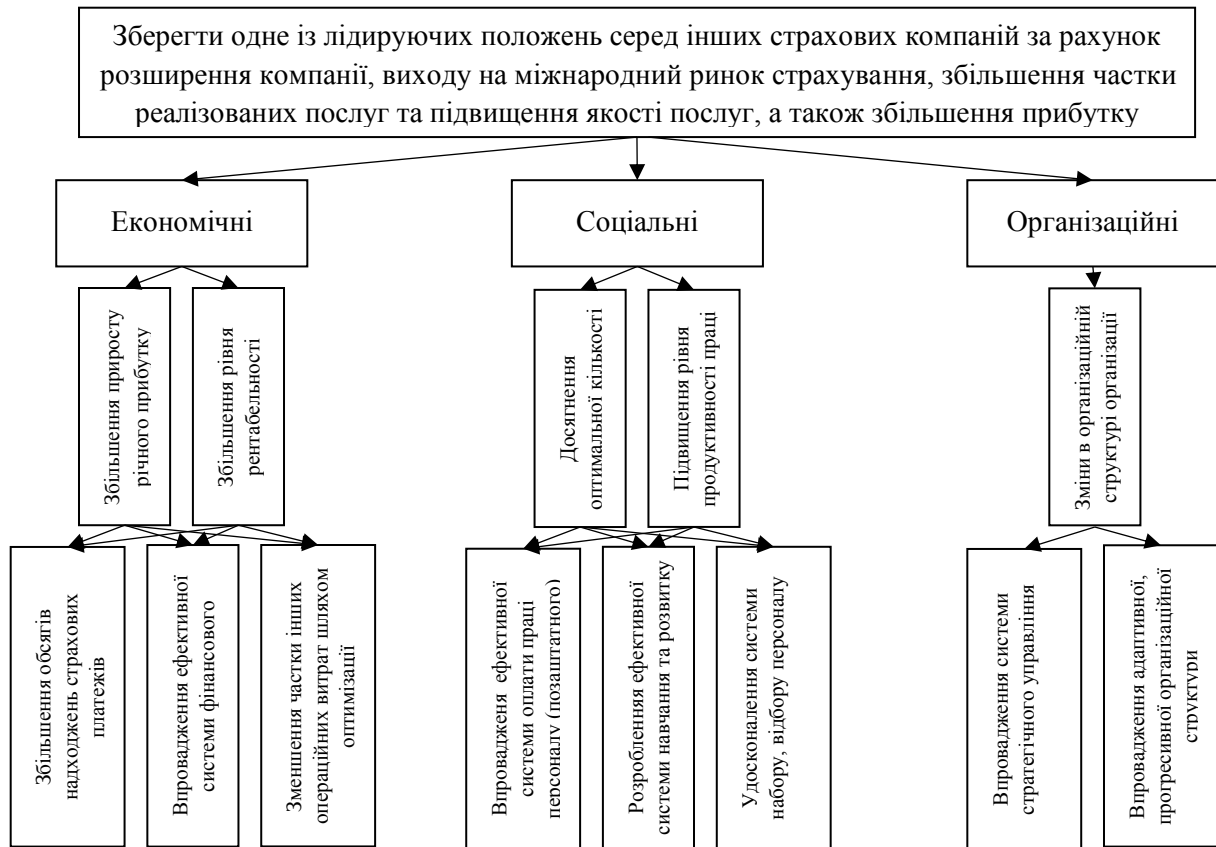 Зберегти одне із лідируючих положень серед інших страхових компаній за рахунок
розширення компанії, виходу на міжнародний ринок страхування, збільшення частки
реалізованих послуг та підвищення якості послуг, а також збільшення прибутку
Економічні
Соціальні
Організаційні
Збільшення приросту
річного прибутку
Збільшення рівня
рентабельності
Досягнен
оптимальної кількості
Підвищення рівня
продуктивності праці
Зміни в організаційній
структурі організації
Збільшення обсягів
надходжень страхових
платежів
Впровадження ефективної
системи фінансового
Зменшення частки інших
операційних витрат шляхом
оптимізації
Впровадженя ефективної
системи оплати праці
персоналу (позаштатного)
Розробленняя ефективної
системи навчання та розвитку
Удосконалення системи
набору, відбору персоналу
Впровадження системи
стратегічного управління
Впровадження адаптивної,
прогресивної організаційної
структури